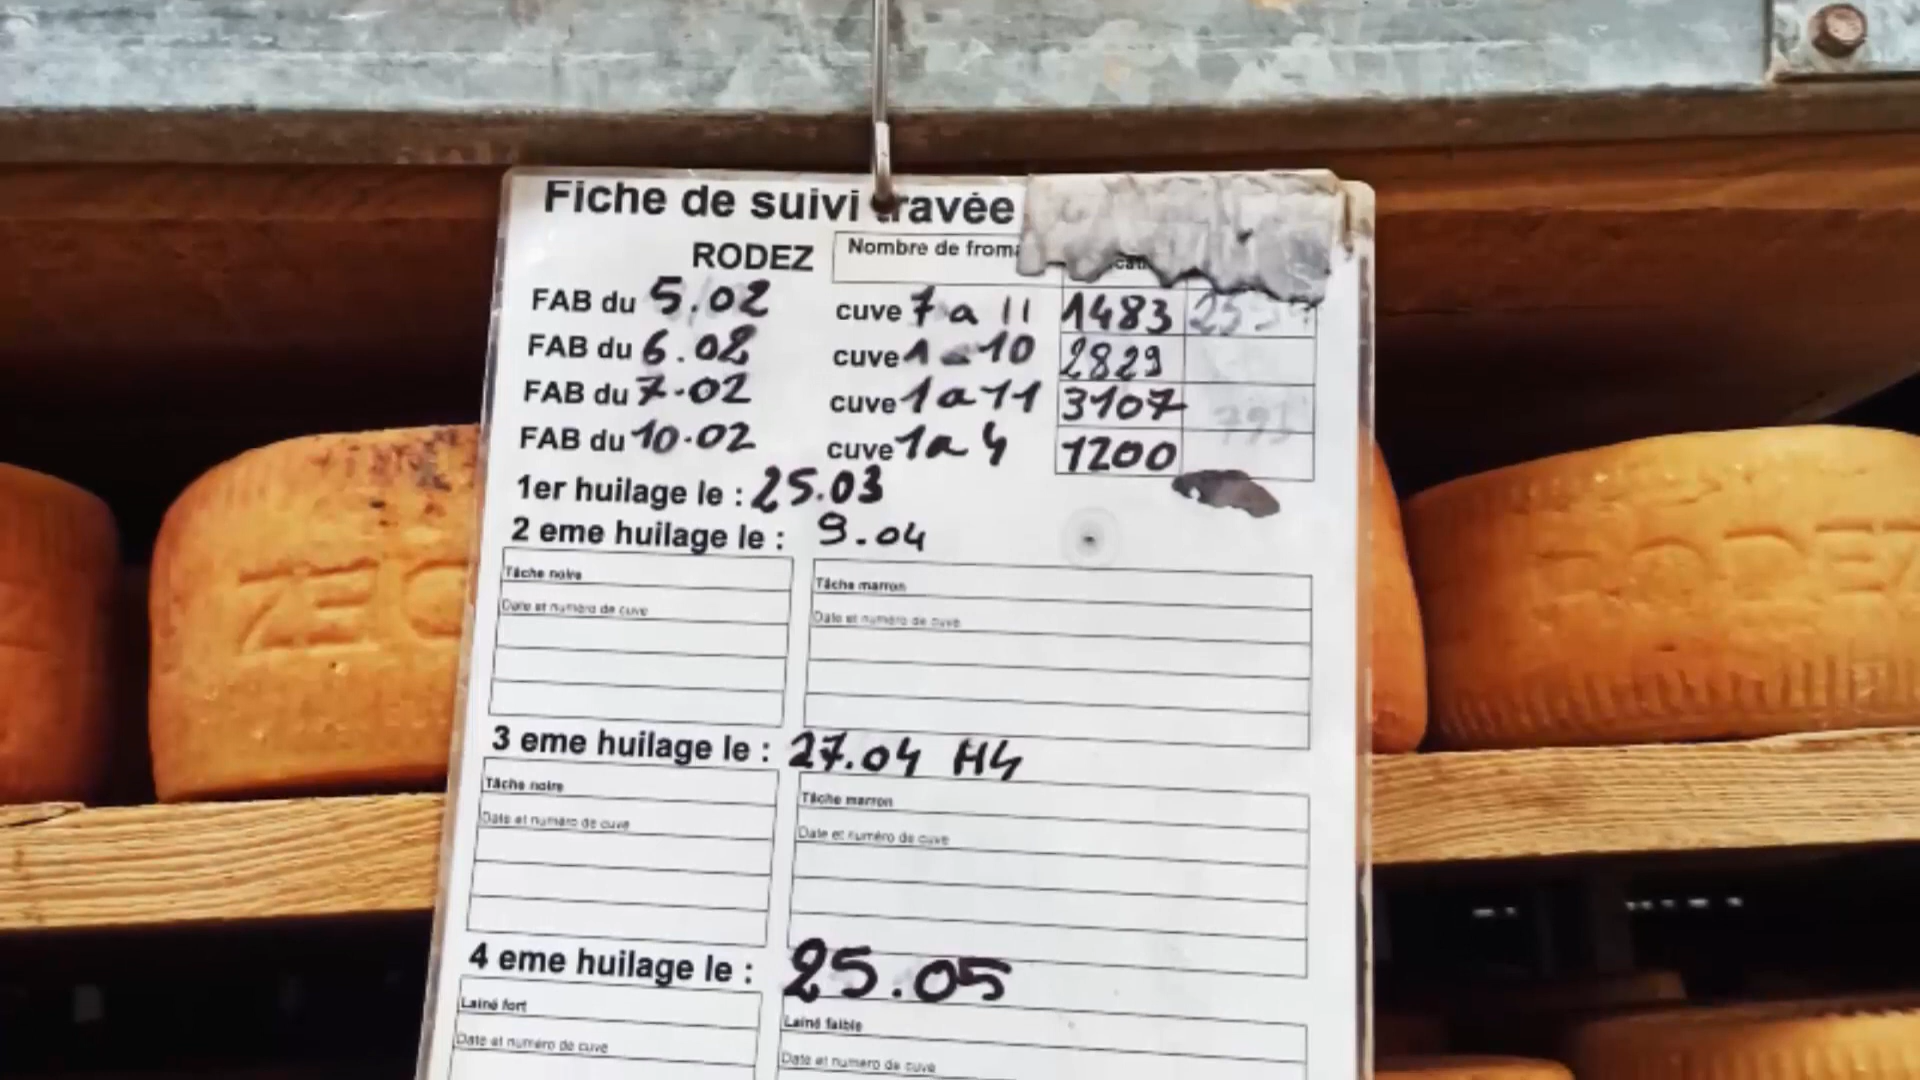 Fiche de suivi travée
RODEZ Nombre de
FAB du 5.02 cuve 7 a 11 1483
FAB du 6.02 cuve 1 a 10 2829
FAB du 7.02 cuve 1 a 11 3107
FAB du 10.02 cuve 1 a 4 1200
1er huilage le : 25.03
2 eme huilage le : 9.04
Tâche noire Tâche marron
Date et numéro de cuve Date et numéro de cuve
3 eme huilage le : 27.04 H4
Tâche noire Tâche marron
Date et numéro de cuve Date et numéro de cuve
4 eme huilage le : 25.05
Lainé fort Lainé faible
Date et numéro de cuve Date et numéro de cuve
RODEZ